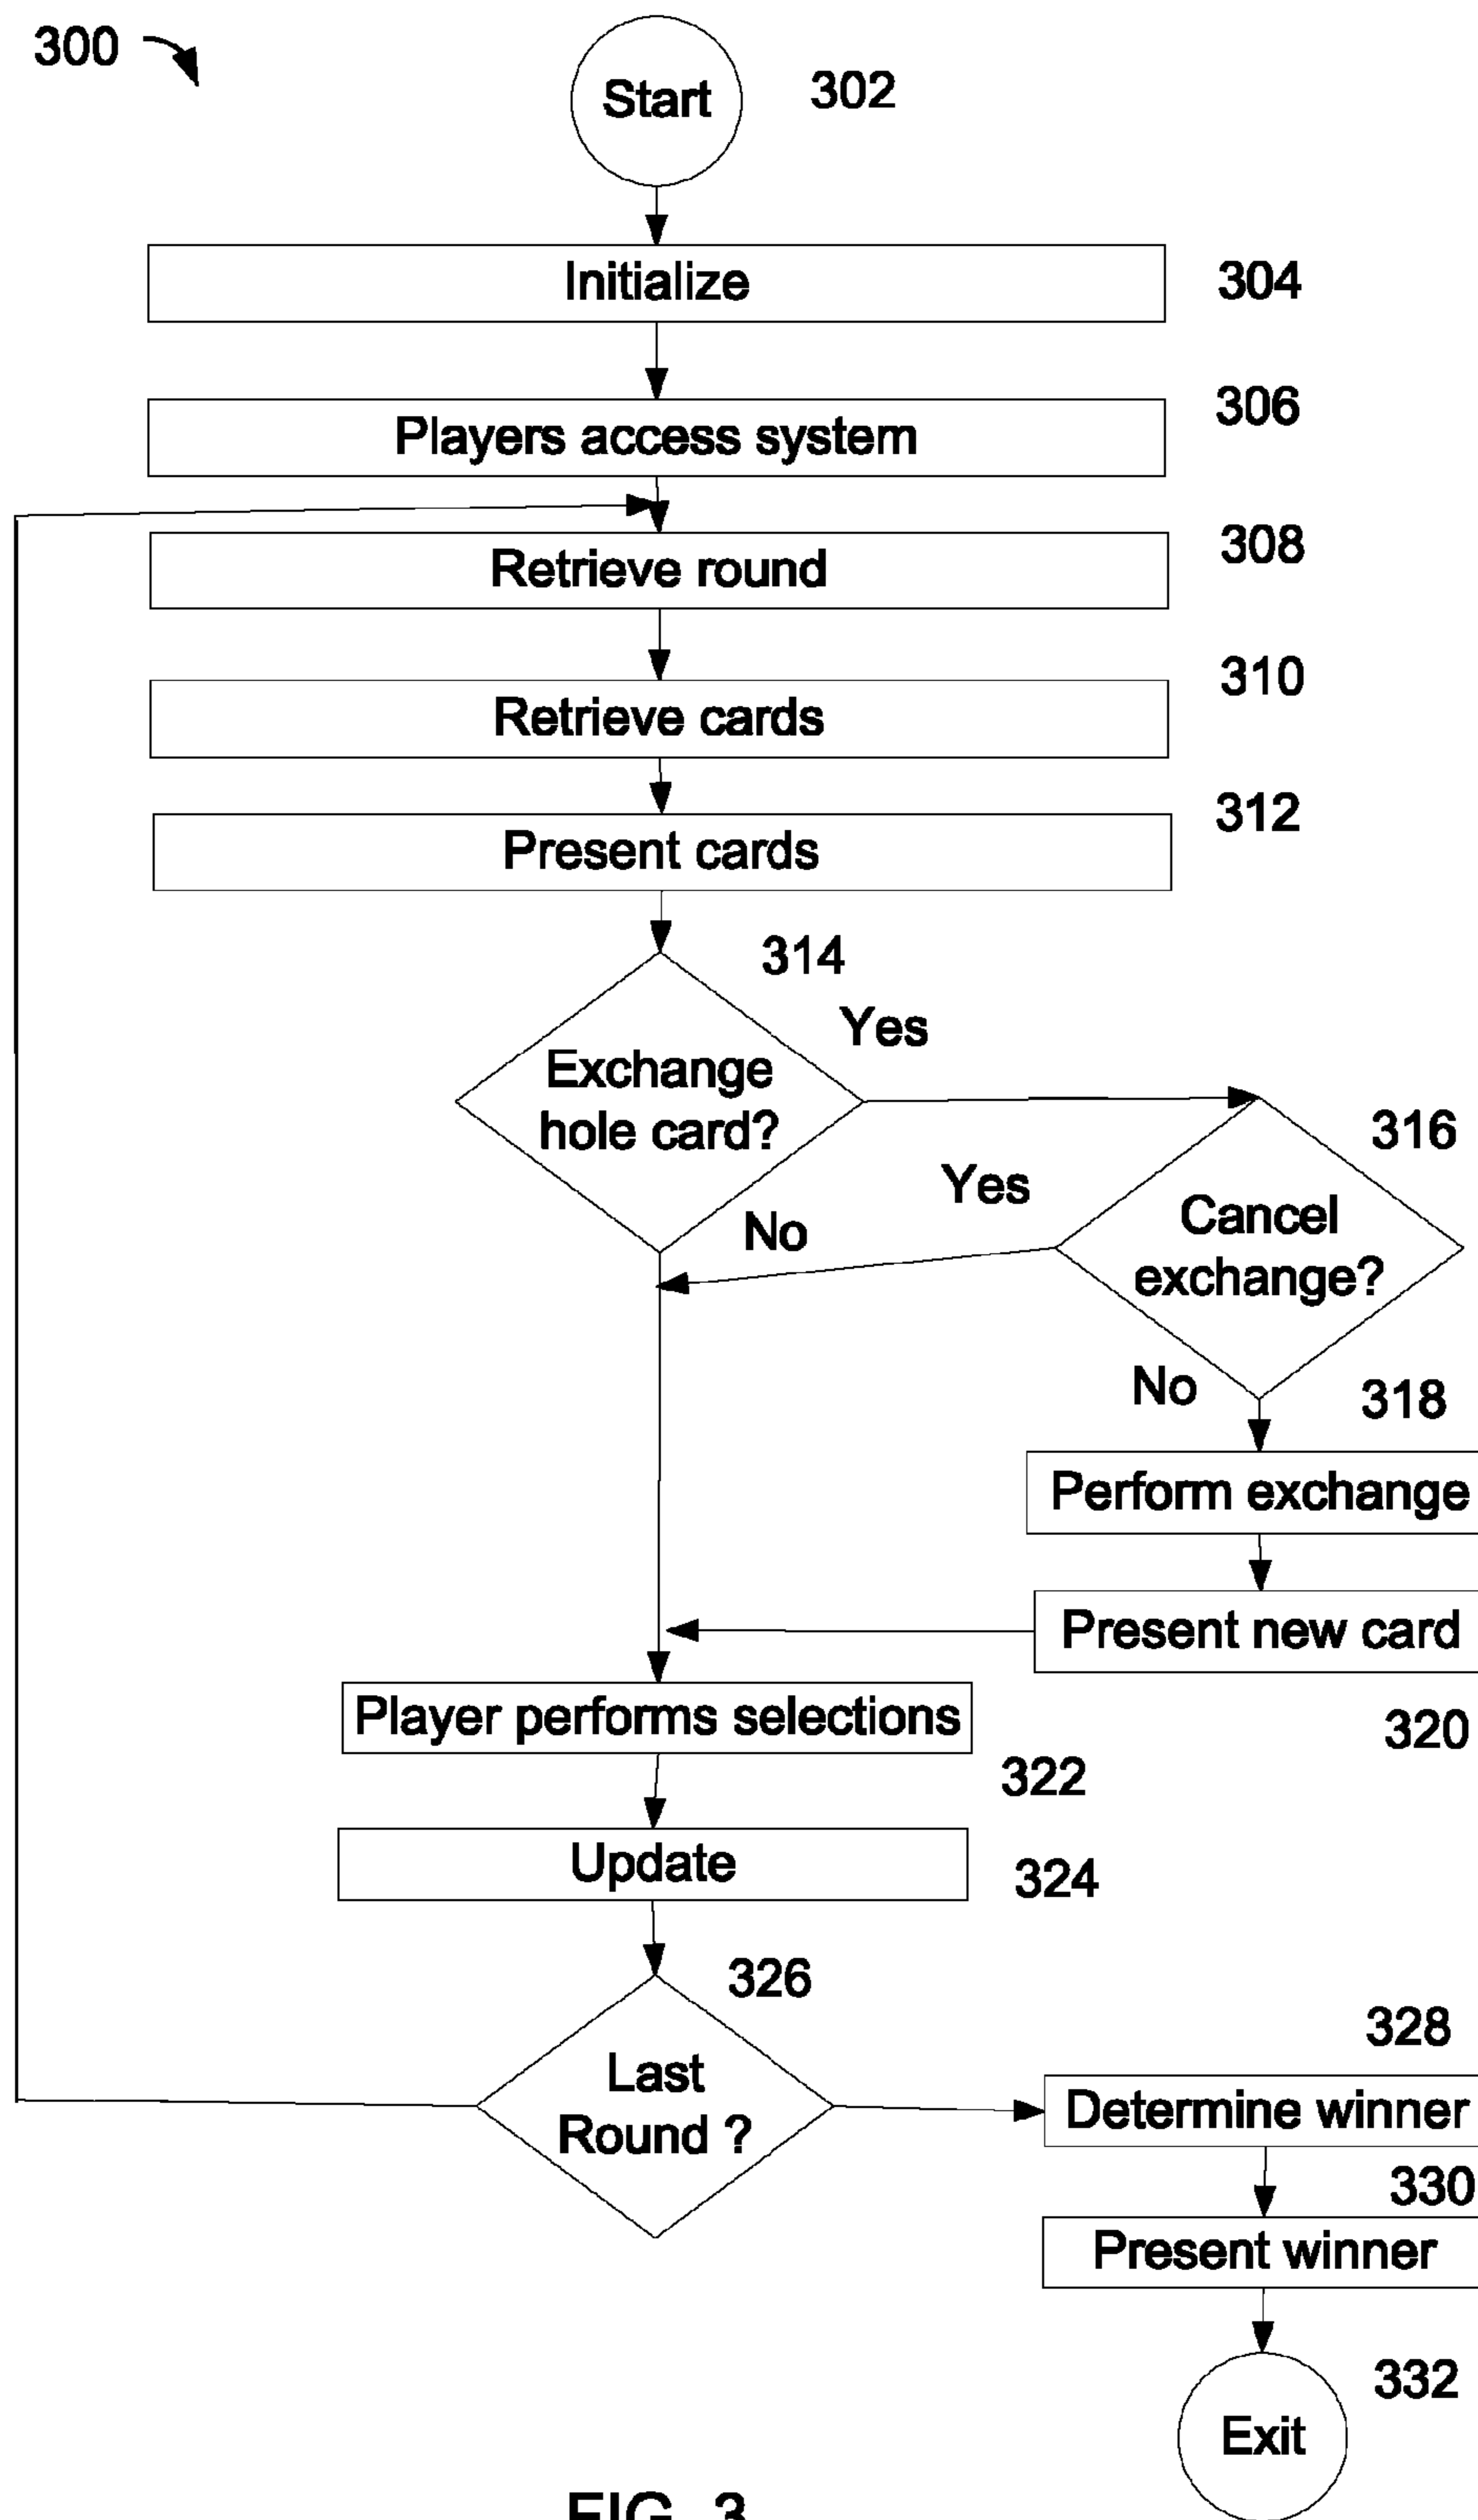 300
Start
302
Initialize
304
Players access system
306
Retrieve round
308
Retrieve cards
310
Present cards
312
314
Exchange
hole card?
Yes
316
Cancel
exchange?
Yes
No
No
318
Perform exchange
Present new card
320
Player performs selections
322
Update
324
326
Last
Round ?
328
Determine winner
330
Present winner
332
Exit
FIG. 3